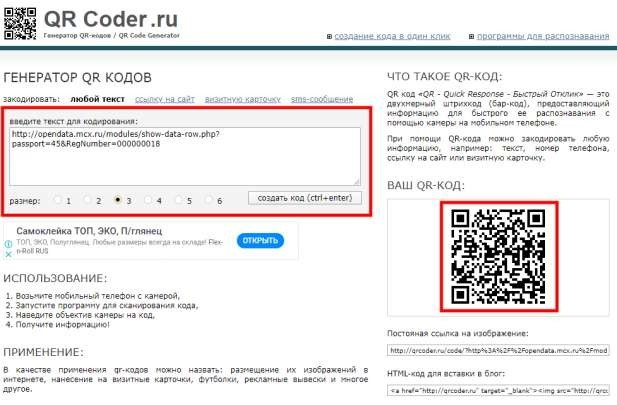 QR Coder.ru
Генератор QR-кодов / QR Code Generator
создание кода в один клик
программы для распознавания
ГЕНЕРАТОР QR КОДОВ
закодировать: любой текст ссылку на сайт визитную карточку sms-сообщение
введите текст для кодирования:
http://opendata.mcx.ru/modules/show-data-row.php?
passport=45&RegNumber=000000018
размер: 1 2 3 4 5 6 создать код (ctrl+enter)
Самоклейка ТОП, ЭКО, П/глянец
ТОП, ЭКО, Полуглянец. Любые размеры всегда на складе! Flex-
n-Roll RUS
ОТКРЫТЬ
ИСПОЛЬЗОВАНИЕ:
1. Возьмите мобильный телефон с камерой,
2. Запустите программу для сканирования кода,
3. Наведите объектив камеры на код,
4. Получите информацию!
ПРИМЕНЕНИЕ:
В качестве применения qr-кодов можно назвать: размещение их изображений в
интернете, нанесение на визитные карточки, футболки, рекламные вывески и многое
другое.
ЧТО ТАКОЕ QR-КОД:
QR код «QR - Quick Response - Быстрый Отклик» — это
двухмерный штрихкод (бар-код), предоставляющий
информацию для быстрого ее распознавания с
помощью камеры на мобильном телефоне.
При помощи QR-кода можно закодировать любую
информацию, например: текст, номер телефона,
ссылку на сайт или визитную карточку.
ВАШ QR-КОД:
Постояная ссылка на изображение:
http://qrcoder.ru/code/?http%3A%2F%2Fopendata.mcx.ru%2Fmod
HTML-код для вставки в блог:
<a href="http://qrcoder.ru" target="_blank"><img src="http://qrc